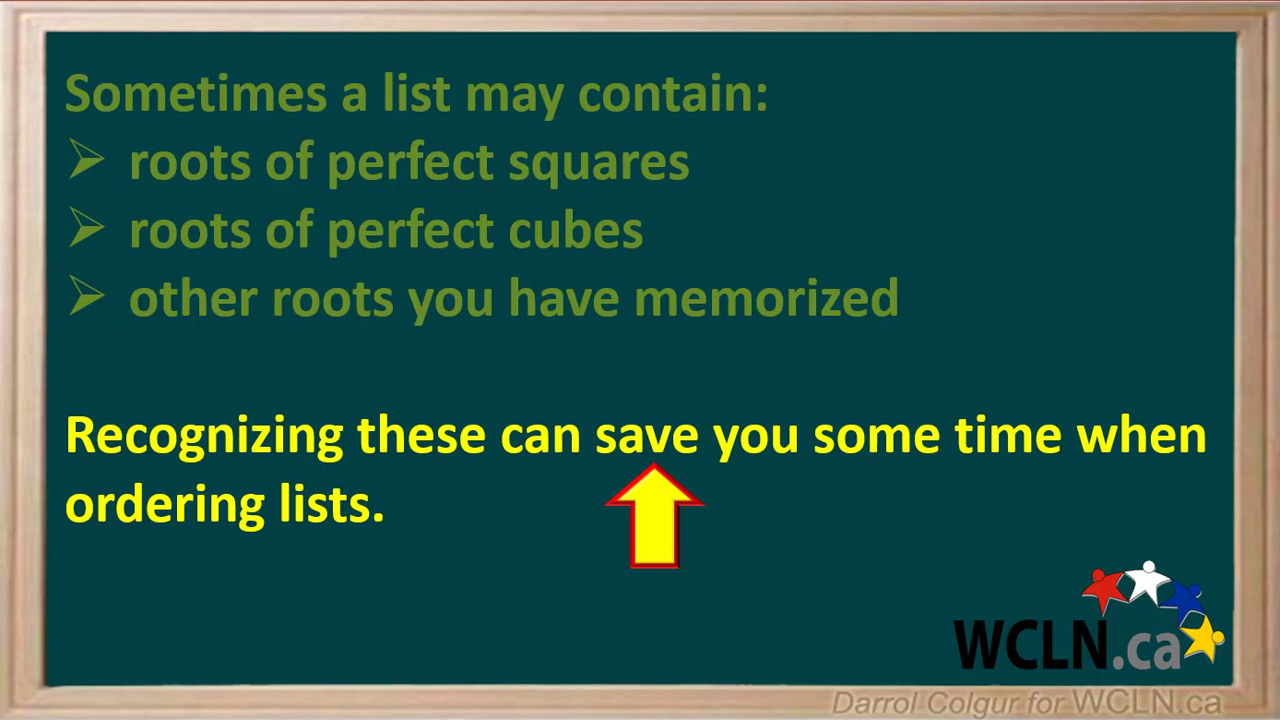 Sometimes a list may contain:
➢ roots of perfect squares
➢ roots of perfect cubes
➢ other roots you have memorized
Recognizing these can save you some time when
ordering lists.
WCLN.ca
Darrol Colgur for WCLN.ca